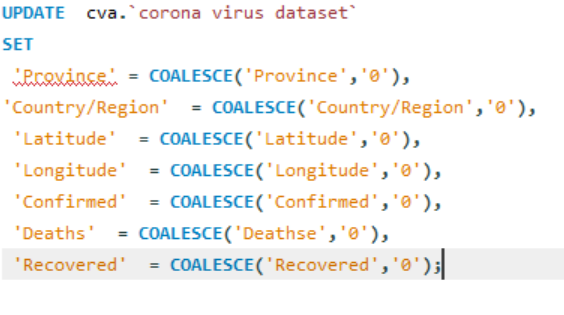 UPDATE cva.`corona virus dataset`
SET
'Province' = COALESCE('Province','0'),
'Country/Region' = COALESCE('Country/Region','0'),
'Latitude' = COALESCE('Latitude','0'),
'Longitude' = COALESCE('Longitude','0'),
'Confirmed' = COALESCE('Confirmed','0'),
'Deaths' = COALESCE('Deathse','0'),
'Recovered' = COALESCE('Recovered','0');